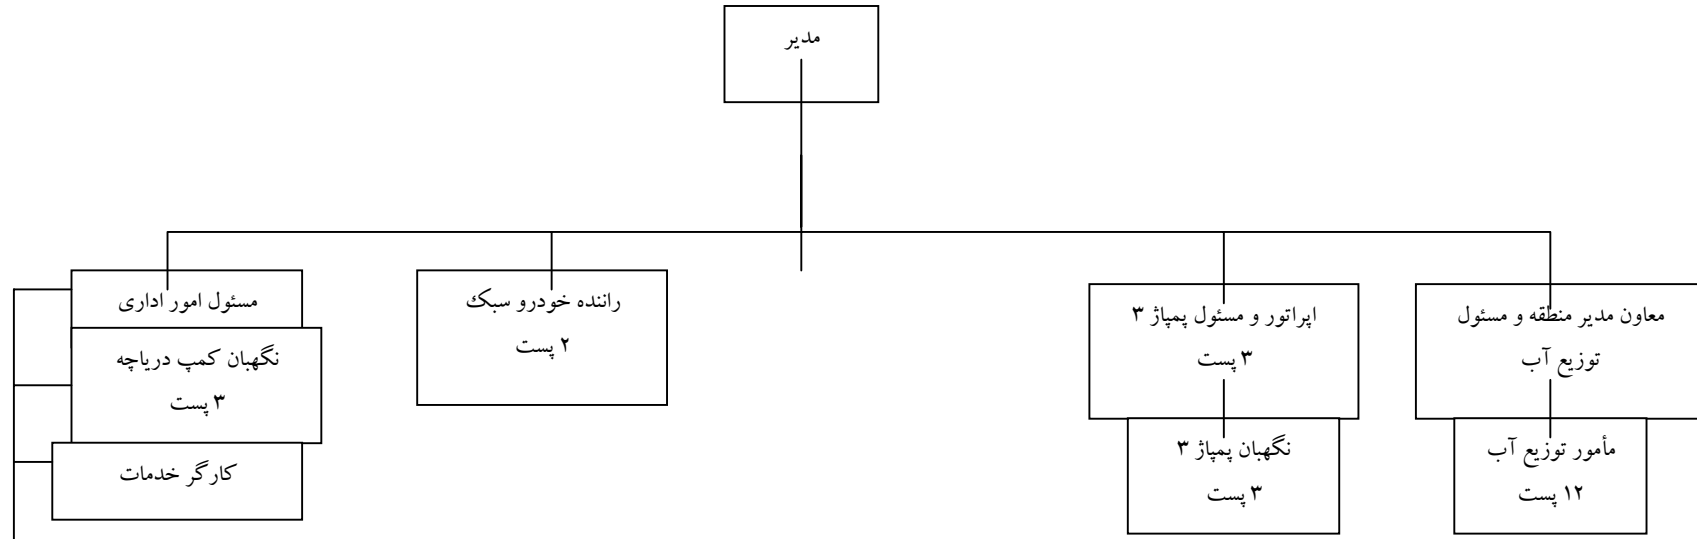 مدیر
معاون مدیر منطقه و مسئول
توزیع آب
مأمور توزیع آب
۱۲ پست
اپراتور و مسئول پمپاژ ۳
۳ پست
نگهبان پمپاژ ۳
۳ پست
راننده خودرو سبک
۲ پست
مسئول امور اداری
نگهبان کمپ دریاچه
۳ پست
کارگر خدمات